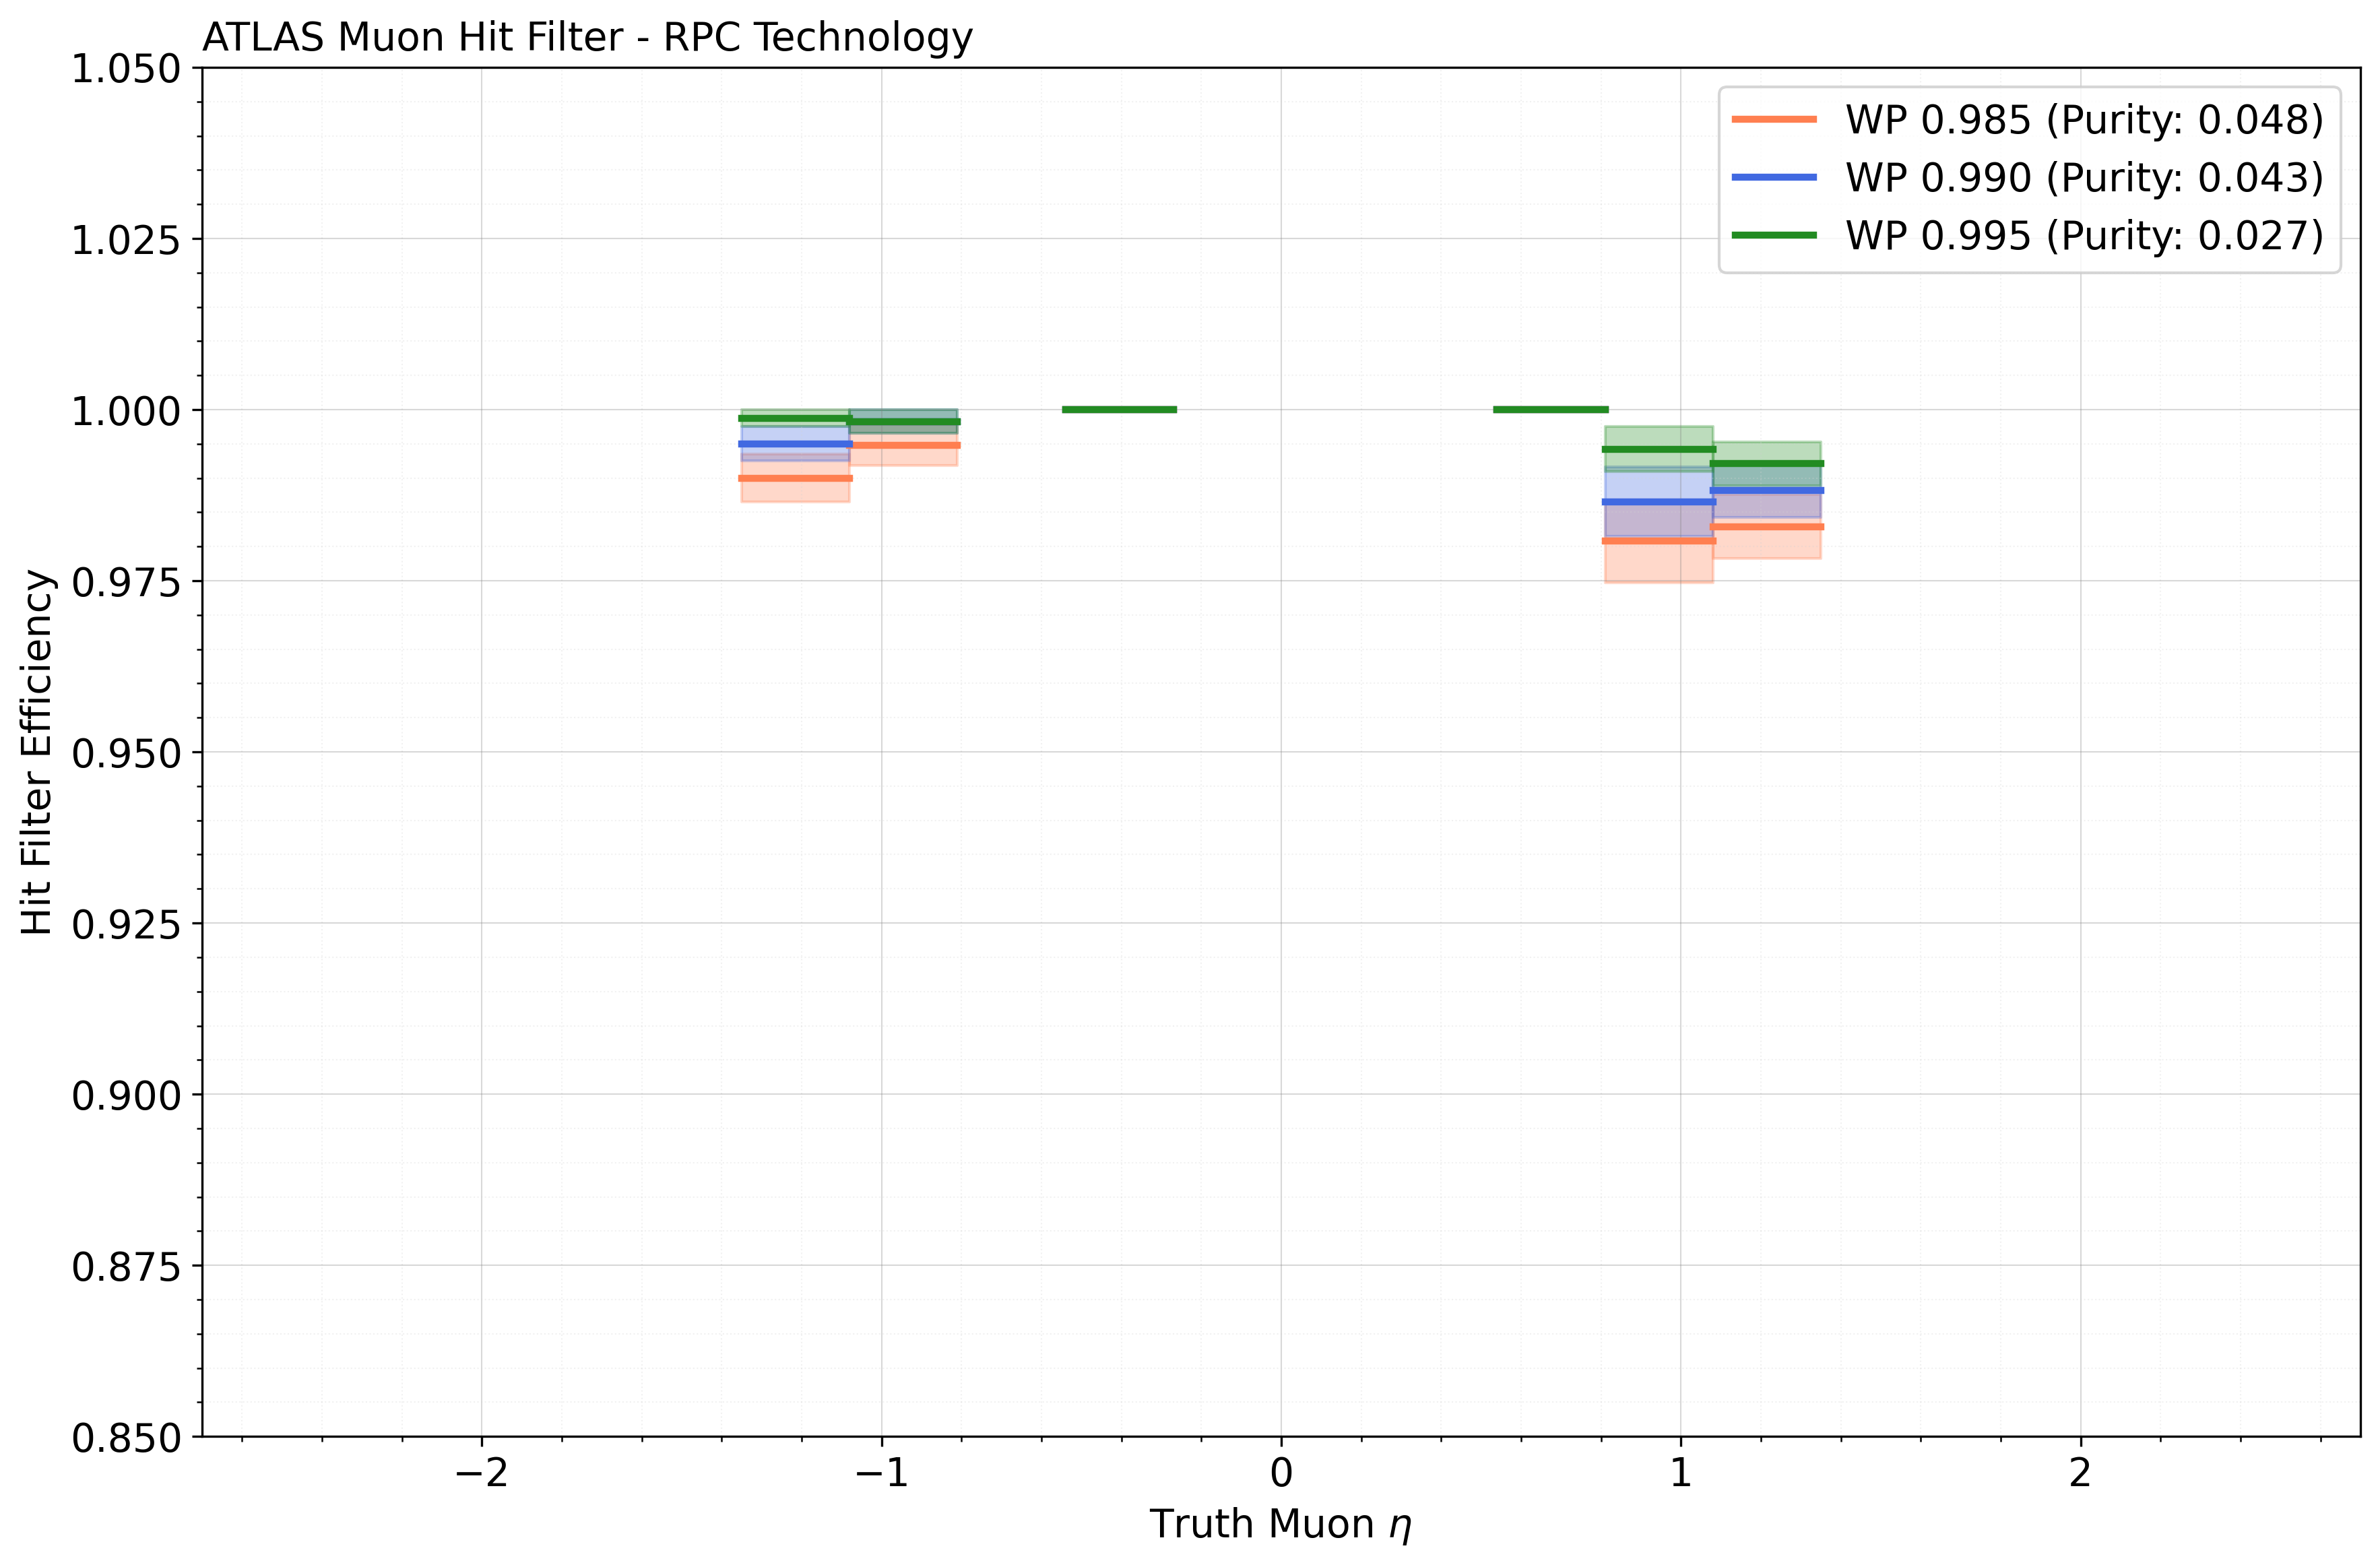 ATLAS Muon Hit Filter - RPC Technology
1.050
1.025
1.000
0.975
0.950
0.925
0.900
0.875
0.850
Hit Filter Efficiency
WP 0.985 (Purity: 0.048)
WP 0.990 (Purity: 0.043)
WP 0.995 (Purity: 0.027)
−2 −1 0 1 2
Truth Muon η